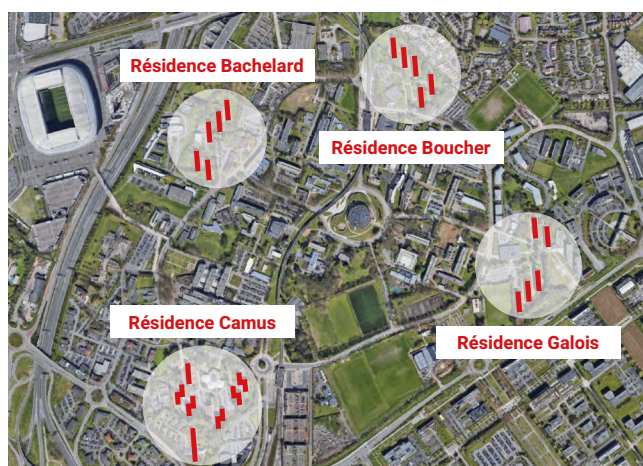 Résidence Bachelard
Résidence Boucher
Résidence Camus
Résidence Galois